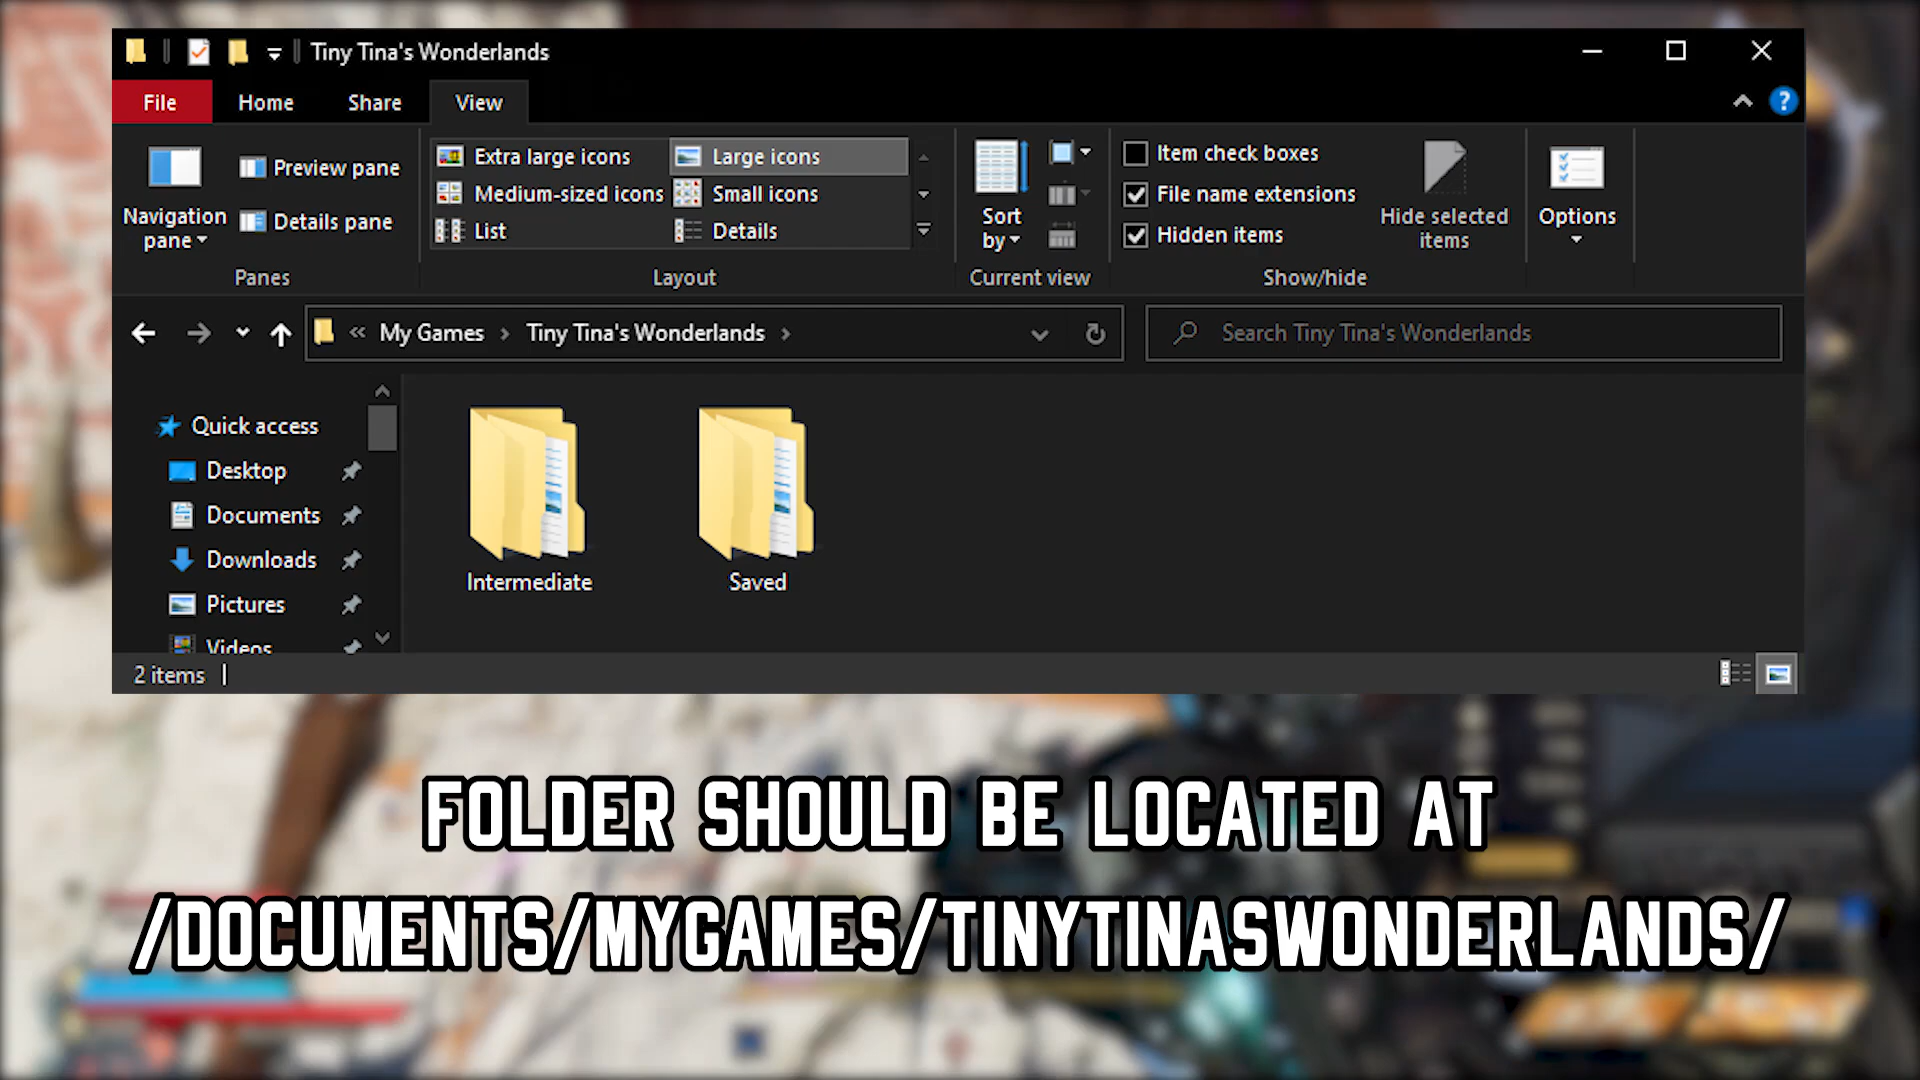 Tiny Tina's Wonderlands
File Home Share View
Navigation pane
Preview pane
Details pane
Panes
Extra large icons Large icons
Medium-sized icons Small icons
List Details
Layout
Sort by
Current view
Item check boxes
File name extensions
Hidden items
Hide selected items
Show/hide
Options
« My Games › Tiny Tina's Wonderlands ›
Search Tiny Tina's Wonderlands
Quick access
Desktop
Documents
Downloads
Pictures
Videos
Intermediate
Saved
2 items
FOLDER SHOULD BE LOCATED AT
/DOCUMENTS/MYGAMES/TINYTINASWONDERLANDS/